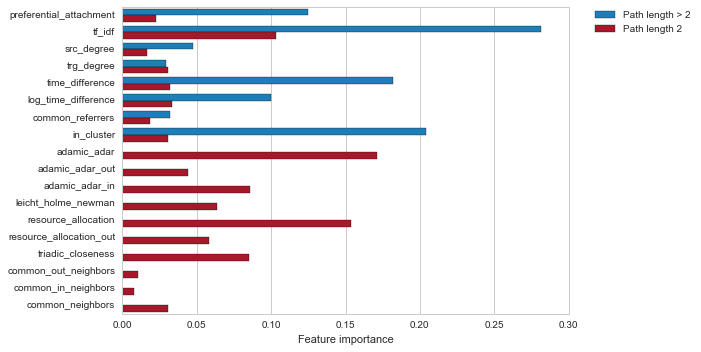 preferential_attachment
tf_idf
src_degree
trg_degree
time_difference
log_time_difference
common_referrers
in_cluster
adamic_adar
adamic_adar_out
adamic_adar_in
leicht_holme_newman
resource_allocation
resource_allocation_out
triadic_closeness
common_out_neighbors
common_in_neighbors
common_neighbors
0.00 0.05 0.10 0.15 0.20 0.25 0.30
Feature importance
Path length > 2
Path length 2